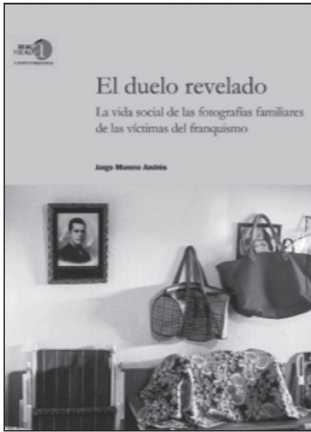 El duelo revelado
La vida social de las fotografías familiares
de las víctimas del franquismo
Jorge Moreno Andrés